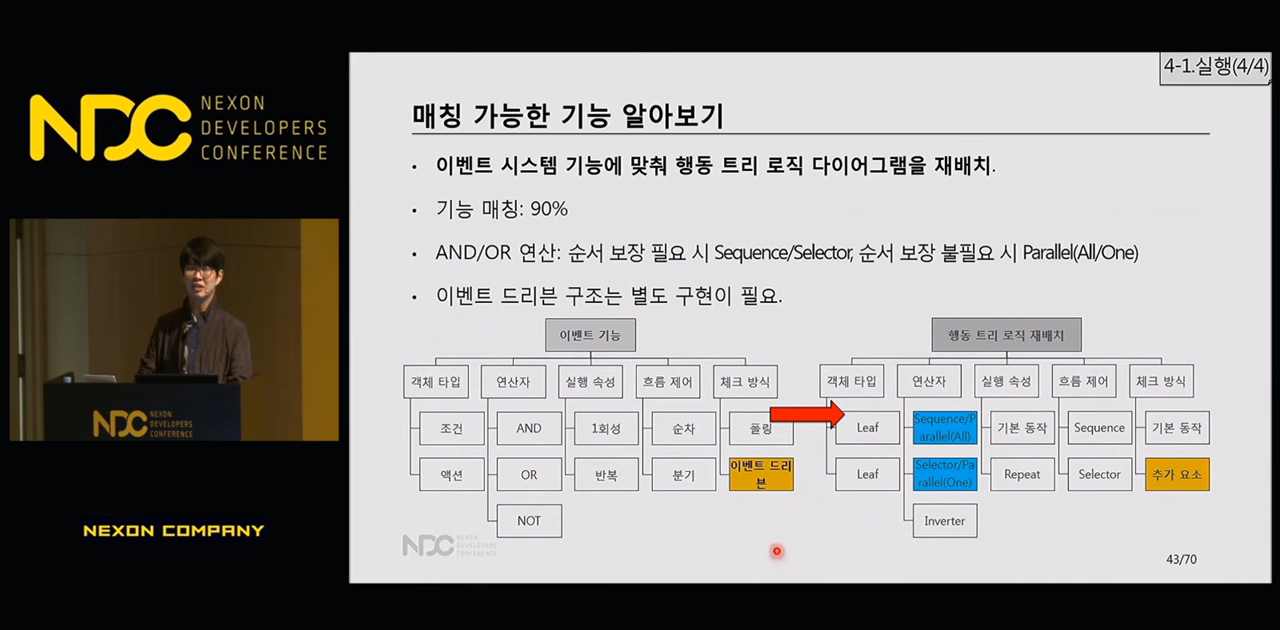 4-1.실행(4/4)
NDC NEXON
DEVELOPERS
CONFERENCE
매칭 가능한 기능 알아보기
• 이벤트 시스템 기능에 맞춰 행동 트리 로직 다이어그램을 재배치.
• 기능 매칭: 90%
• AND/OR 연산: 순서 보장 필요 시 Sequence/Selector, 순서 보장 불필요 시 Parallel(All/One)
• 이벤트 드리븐 구조는 별도 구현이 필요.
이벤트 기능
객체 타입 연산자 실행 속성 흐름 제어 체크 방식
조건 AND 1회성 순차 폴링
액션 OR 반복 분기 이벤트 드리
븐
NOT
행동 트리 로직 재배치
객체 타입 연산자 실행 속성 흐름 제어 체크 방식
Leaf Sequence/P
arallel(All) 기본 동작 Sequence 기본 동작
Leaf Selector/Pa
rallel(One) Repeat Selector 추가 요소
Inverter
NDC NEXON
DEVELOPERS
CONFERENCE
43/70
NDC NEXON
DEVELOPERS
CONFERENCE
NEXON COMPANY